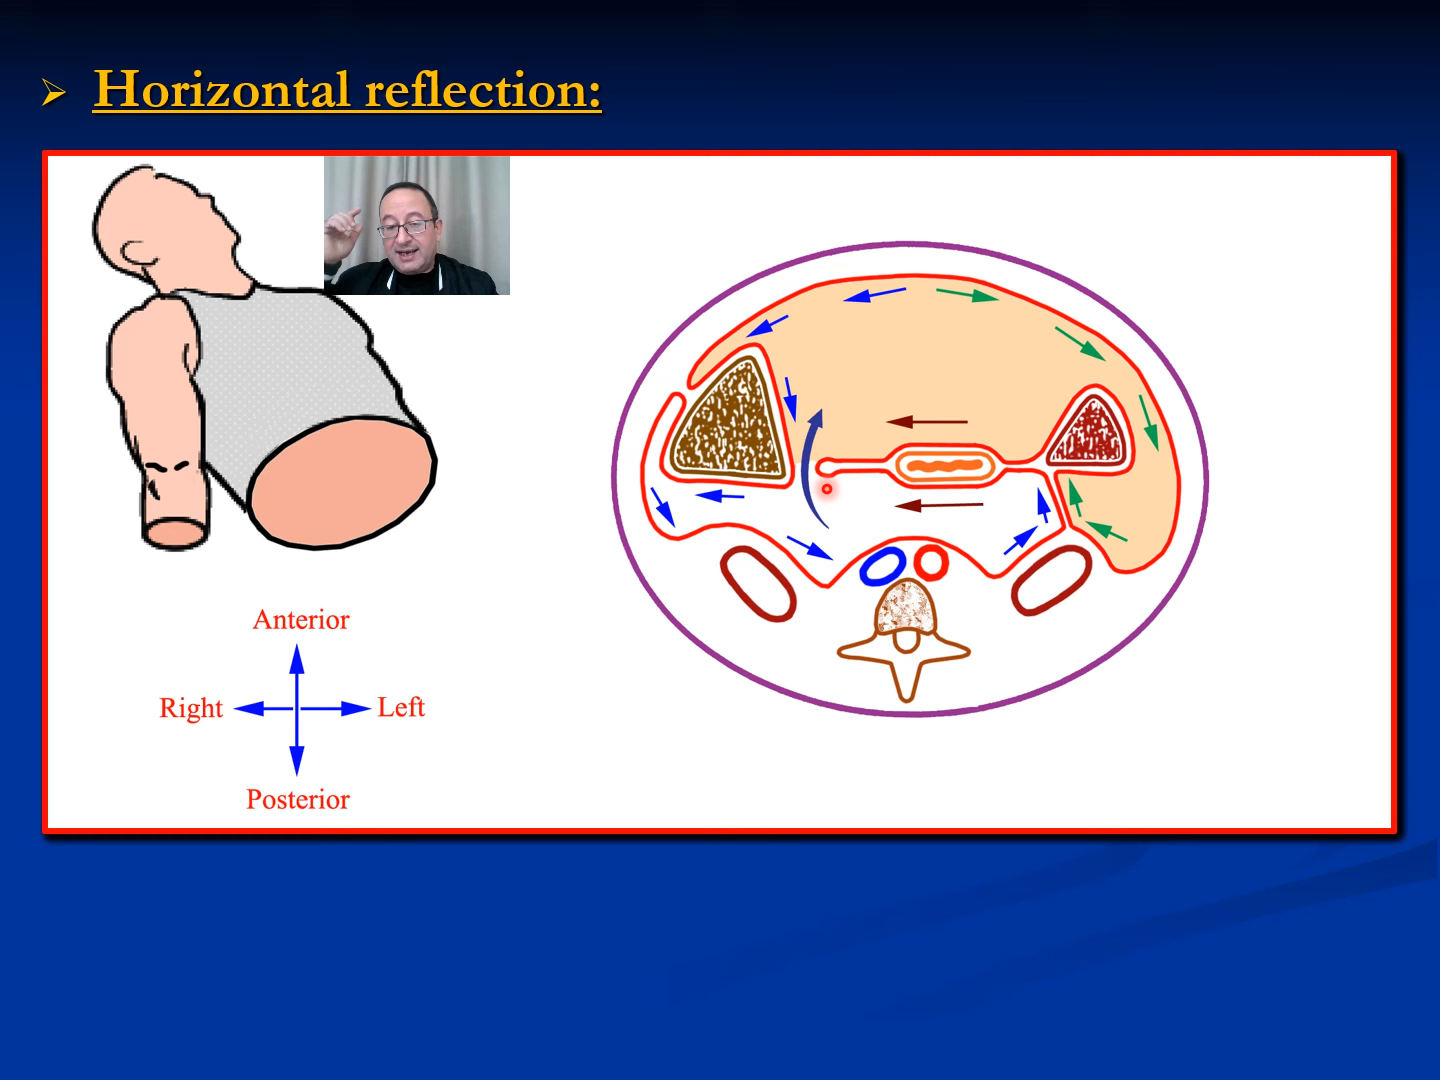 Horizontal reflection:
Anterior
Right
Left
Posterior